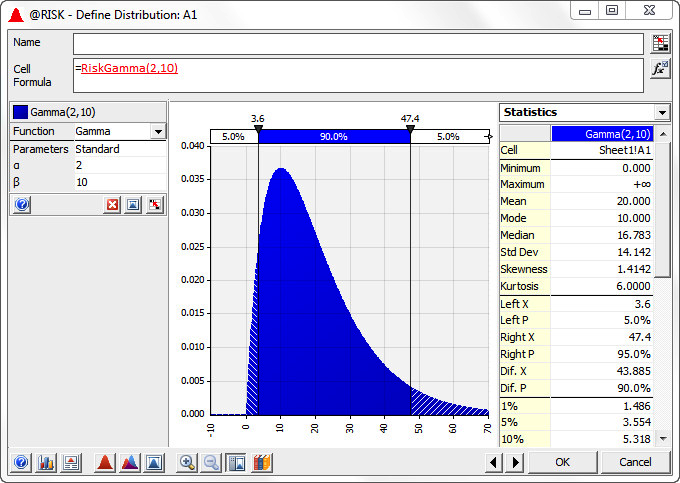 @RISK - Define Distribution: A1
Name
Cell Formula
=RiskGamma(2,10)
Gamma(2,10)
Function Gamma
Parameters Standard
α 2
β 10
3.6 47.4
5.0% 90.0% 5.0%
0.040
0.035
0.030
0.025
0.020
0.015
0.010
0.005
0.000
-10 0 10 20 30 40 50 60 70
Statistics
Gamma(2,10)
Cell Sheet1!A1
Minimum 0.000
Maximum +∞
Mean 20.000
Mode 10.000
Median 16.783
Std Dev 14.142
Skewness 1.4142
Kurtosis 6.0000
Left X 3.6
Left P 5.0%
Right X 47.4
Right P 95.0%
Dif. X 43.885
Dif. P 90.0%
1% 1.486
5% 3.554
10% 5.318
OK Cancel